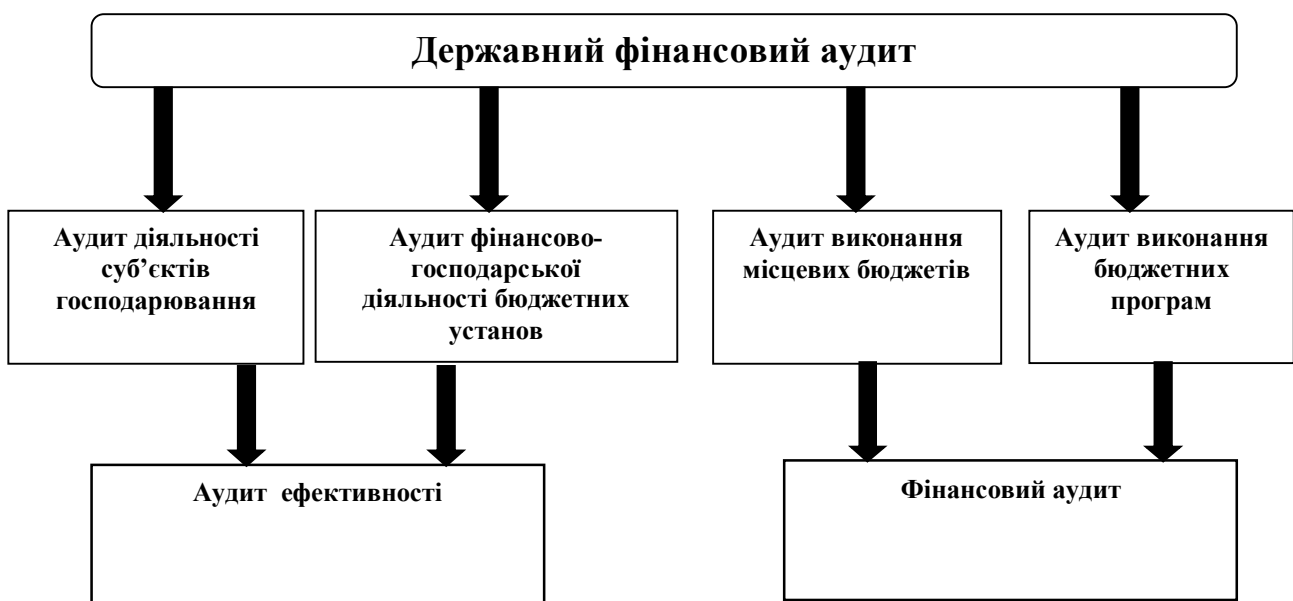 Державний фінансовий аудит
Аудит діяльності
суб’єктів
господарювання
Аудит фінансово-
господарської
діяльності бюджетних
установ
Аудит виконання
місцевих бюджетів
Аудит виконання
бюджетних
програм
Аудит ефективності
Фінансовий аудит